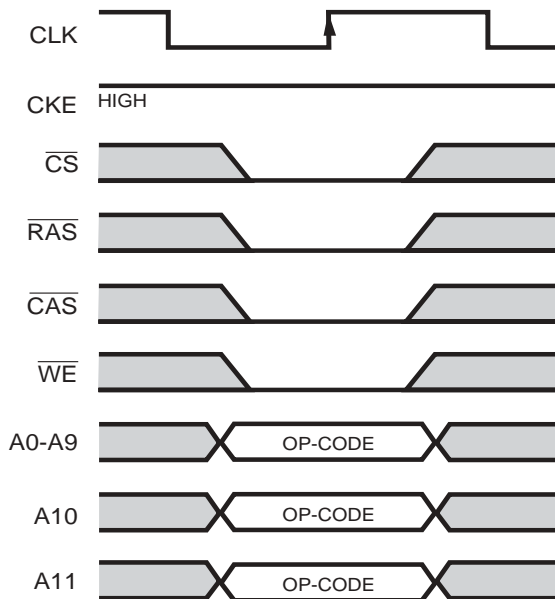 CLK
CKE HIGH
CS
RAS
CAS
WE
A0-A9 OP-CODE
A10 OP-CODE
A11 OP-CODE